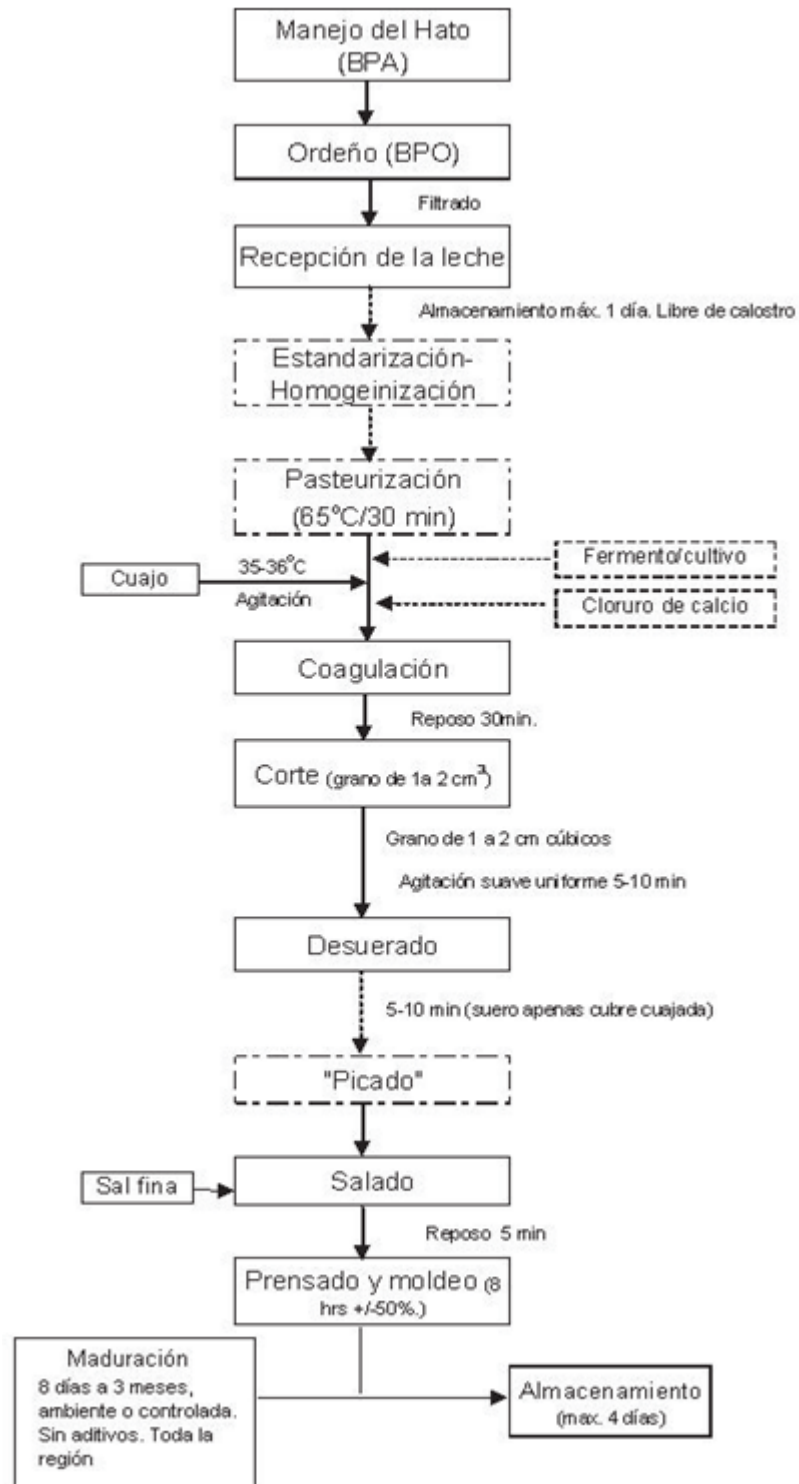 Manejo del Hato
(BPA)
Ordeño (BPO)
Filtrado
Recepción de la leche
Almacenamiento máx. 1 día. Libre de calostro
Estandarización-
Homogeinización
Pasteurización
(65°C/30 min)
Fermento/cultivo
Cuajo
35-36°C
Agitación
Cloruro de calcio
Coagulación
Reposo 30min.
Corte (grano de 1a 2 cm³)
Grano de 1 a 2 cm cúbicos
Agitación suave uniforme 5-10 min
Desuerado
5-10 min (suero apenas cubre cuajada)
"Picado"
Sal fina
Salado
Reposo 5 min
Prensado y moldeo (8
hrs +/-50%.)
Maduración
8 días a 3 meses,
ambiente o controlada.
Sin aditivos. Toda la
región
Almacenamiento
(max. 4 días)